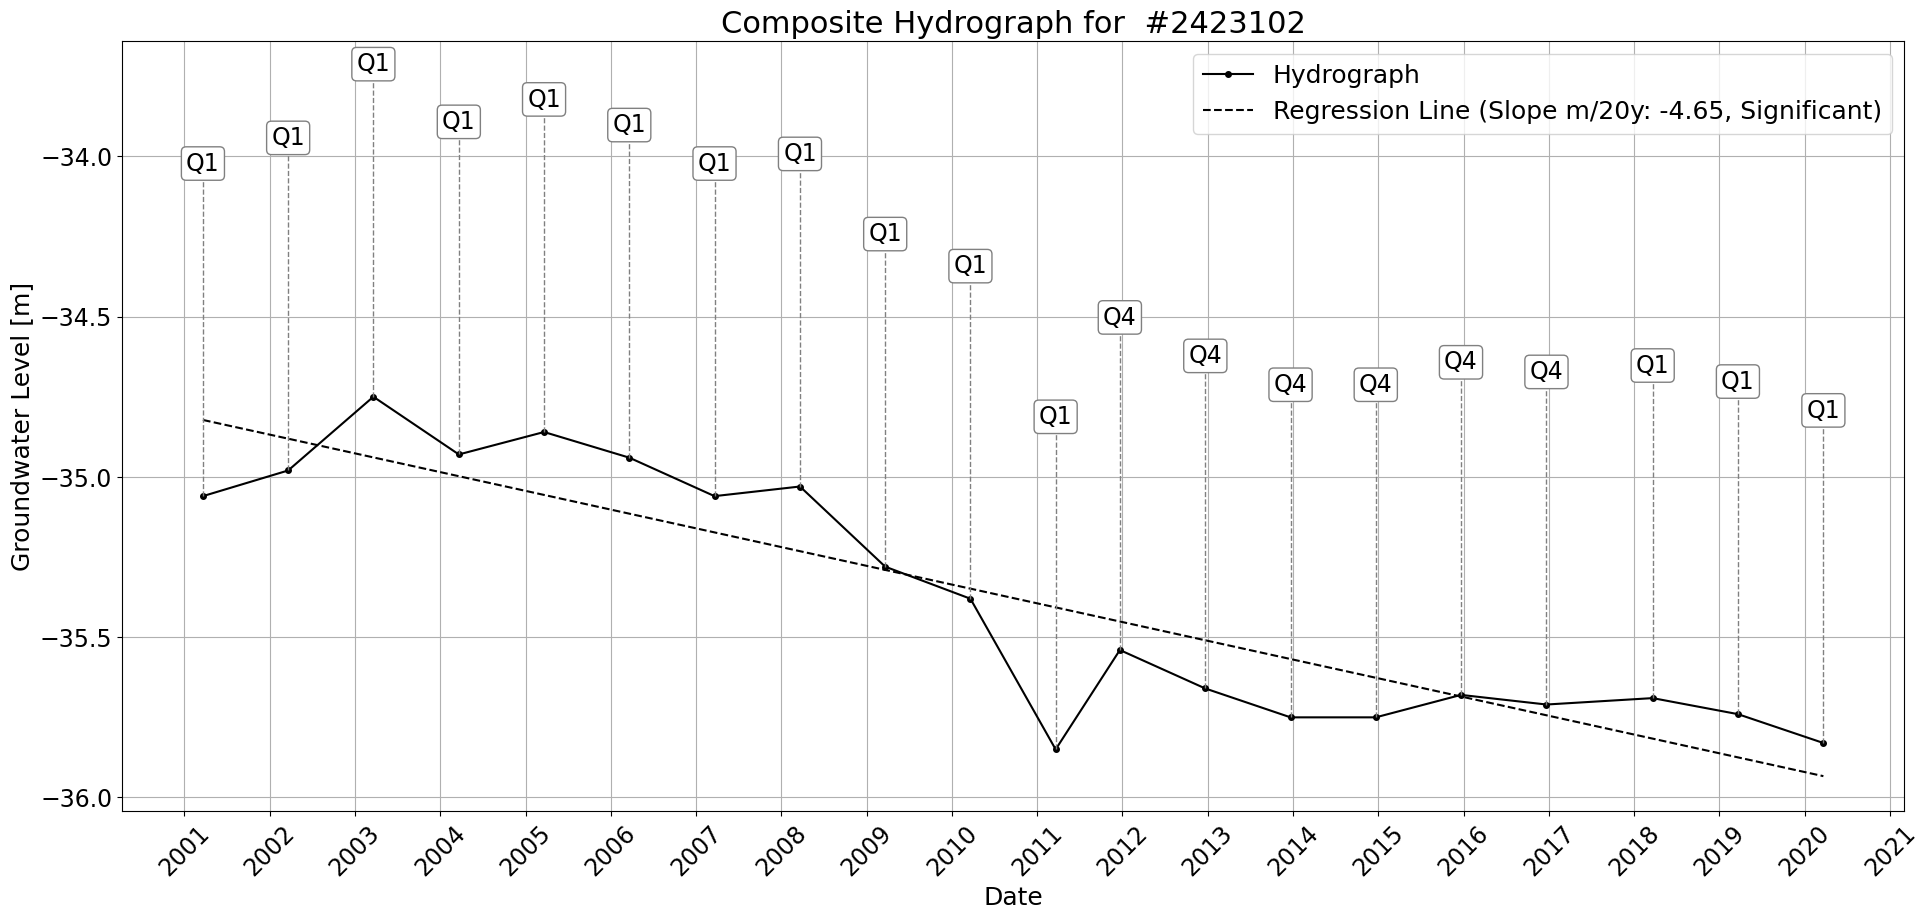 Composite Hydrograph for  #2423102
Hydrograph
Regression Line (Slope m/20y: -4.65, Significant)
Q1
Q1
Q1
Q1
Q1
Q1
Q1
Q1
Q1
Q1
Q1
Q4
Q4
Q4
Q4
Q4
Q4
Q1
Q1
Q1
Groundwater Level [m]
−34.0
−34.5
−35.0
−35.5
−36.0
2001
2002
2003
2004
2005
2006
2007
2008
2009
2010
2011
2012
2013
2014
2015
2016
2017
2018
2019
2020
2021
Date